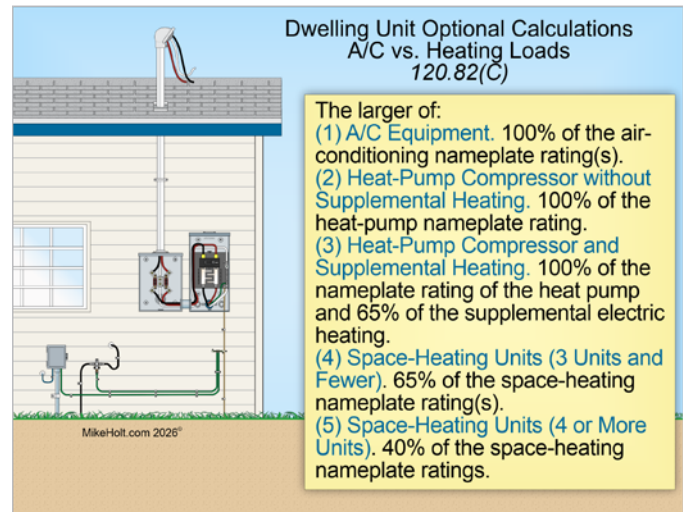 Dwelling Unit Optional Calculations
A/C vs. Heating Loads
120.82(C)
The larger of:
(1) A/C Equipment. 100% of the air-
conditioning nameplate rating(s).
(2) Heat-Pump Compressor without
Supplemental Heating. 100% of the
heat-pump nameplate rating.
(3) Heat-Pump Compressor and
Supplemental Heating. 100% of the
nameplate rating of the heat pump
and 65% of the supplemental electric
heating.
(4) Space-Heating Units (3 Units and
Fewer). 65% of the space-heating
nameplate rating(s).
(5) Space-Heating Units (4 or More
Units). 40% of the space-heating
nameplate ratings.
MikeHolt.com 2026©